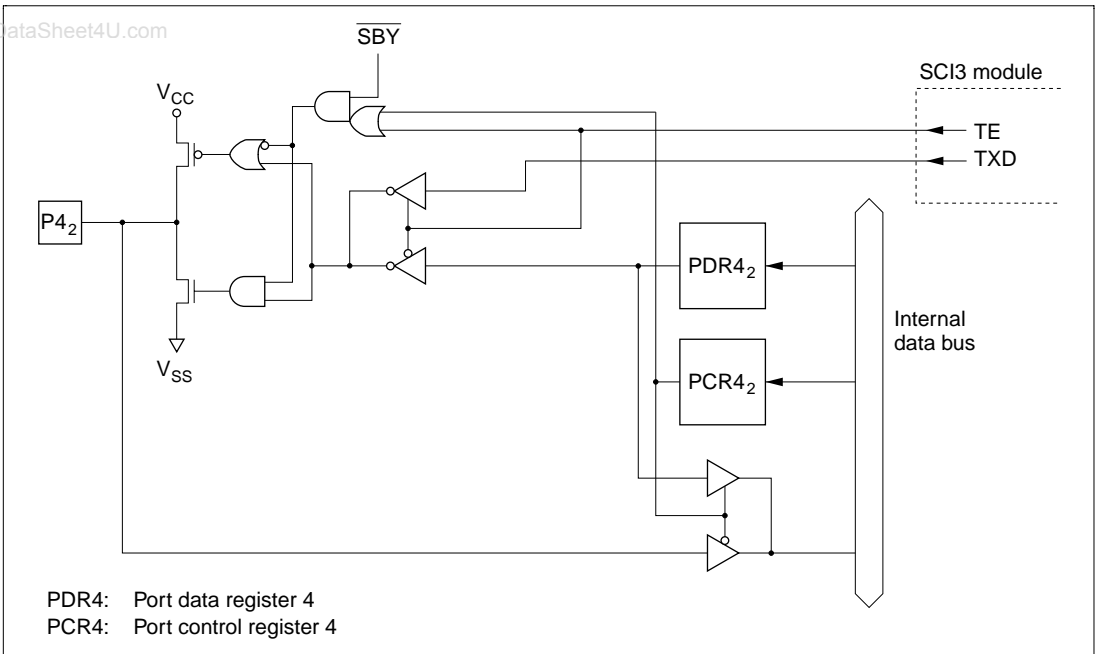 DataSheet4U.com
SBY
SCI3 module
VCC
TE
TXD
P42
PDR42
Internal
data bus
PCR42
VSS
PDR4: Port data register 4
PCR4: Port control register 4